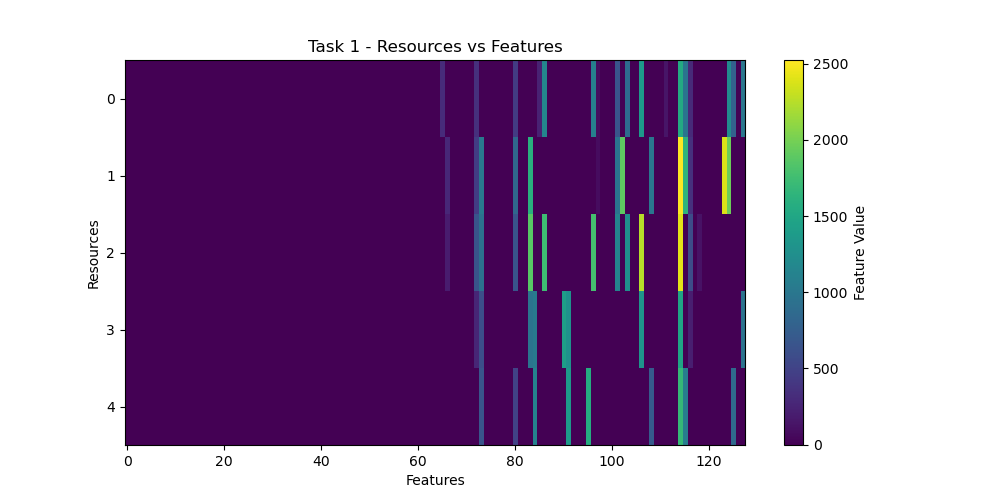 Task 1 - Resources vs Features
0
1
2
3
4
Resources
0 20 40 60 80 100 120
Features
2500
2000
1500
1000
500
0
Feature Value